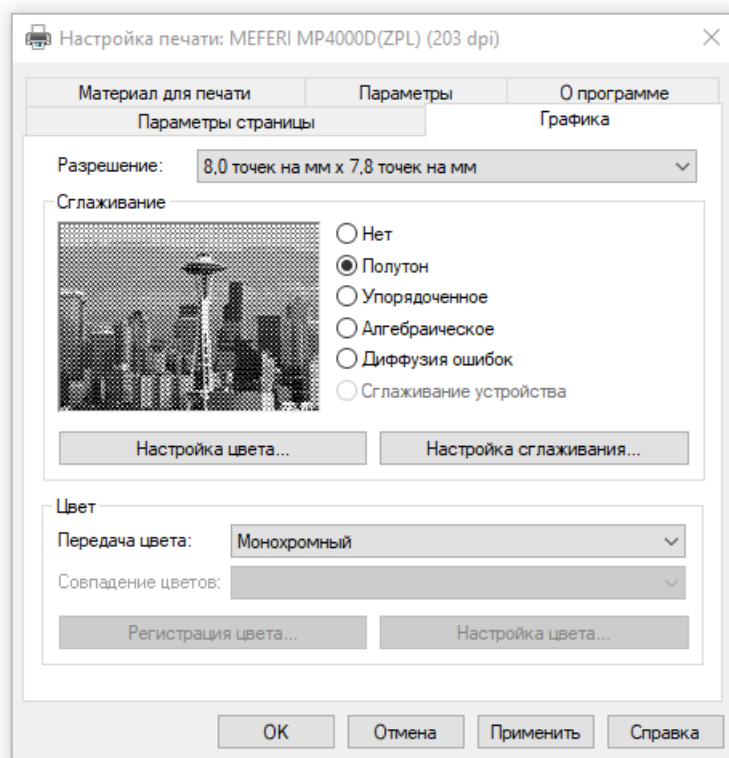 Настройка печати: MEFERI MP4000D(ZPL) (203 dpi)
Материал для печати
Параметры
О программе
Параметры страницы
Графика
Разрешение:
8,0 точек на мм x 7,8 точек на мм
Сглаживание
Нет
Полутон
Упорядоченное
Алгебраическое
Диффузия ошибок
Сглаживание устройства
Настройка цвета...
Настройка сглаживания...
Цвет
Передача цвета:
Монохромный
Совпадение цветов:
Регистрация цвета...
Настройка цвета...
OK
Отмена
Применить
Справка